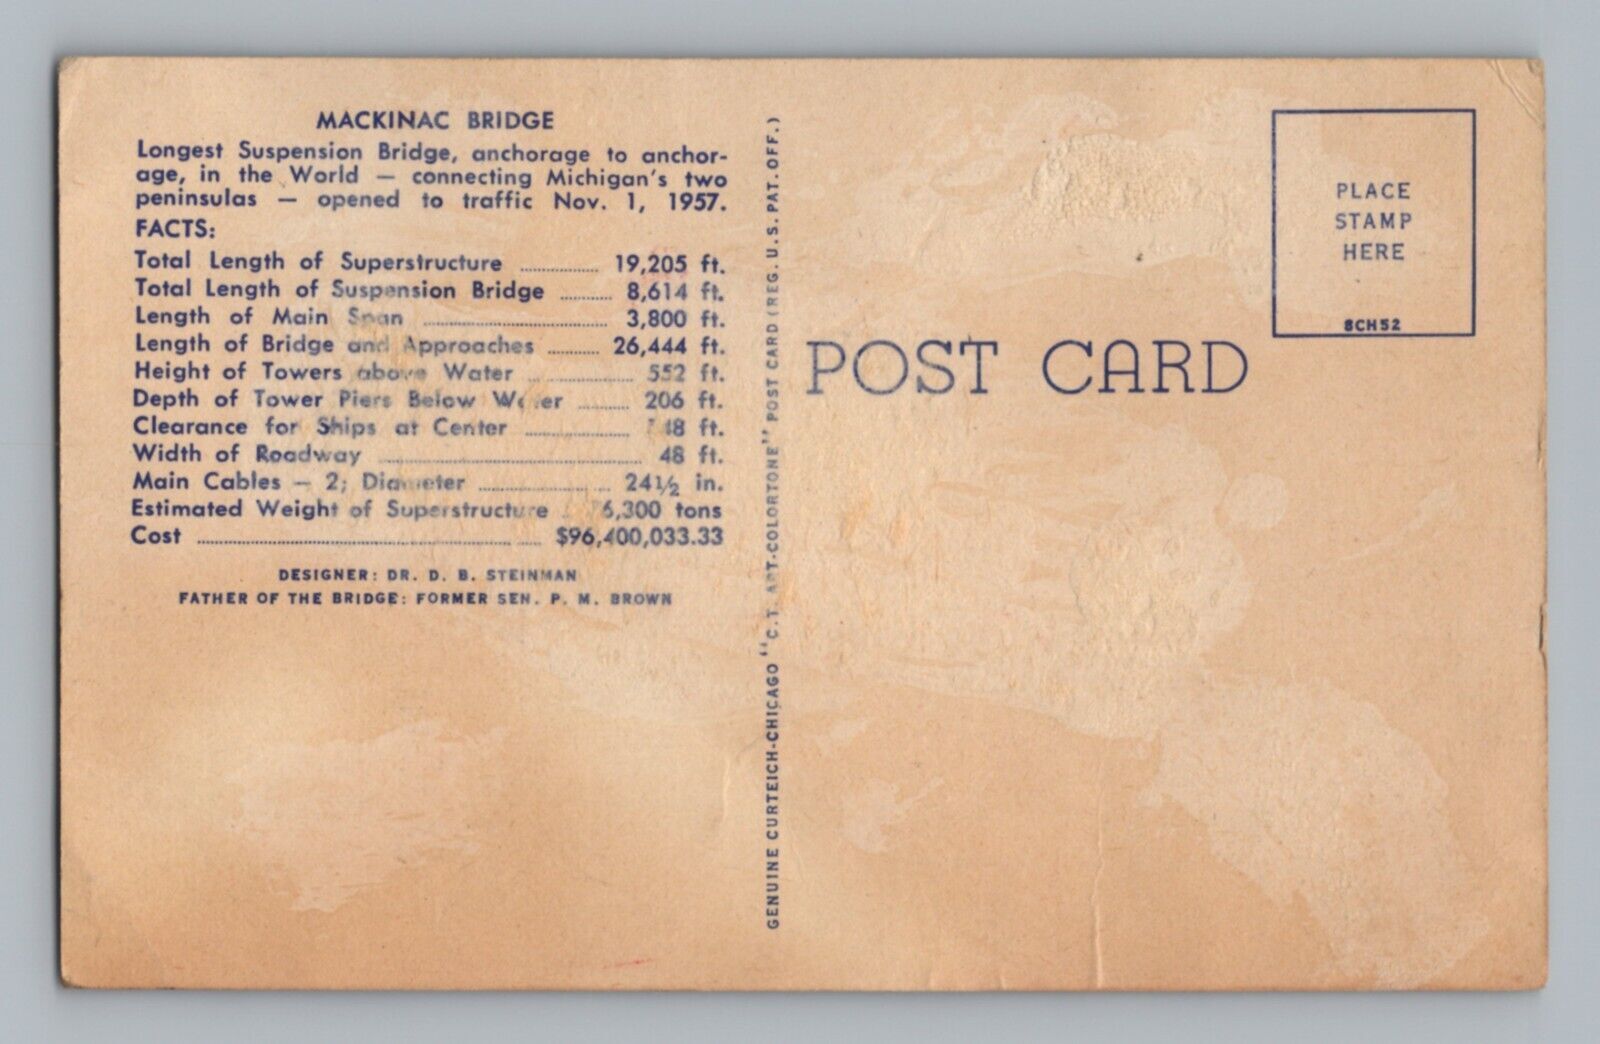 MACKINAC BRIDGE
Longest Suspension Bridge, anchorage to anchor-
age, in the World — connecting Michigan's two
peninsulas — opened to traffic Nov. 1, 1957.
FACTS:
Total Length of Superstructure ........ 19,205 ft.
Total Length of Suspension Bridge ........ 8,614 ft.
Length of Main Span ........ 3,800 ft.
Length of Bridge and Approaches ........ 26,444 ft.
Height of Towers above Water ........ 552 ft.
Depth of Tower Piers Below Water ........ 206 ft.
Clearance for Ships at Center ........ ft.
Width of Roadway ........ 48 ft.
Main Cables — 2; Diameter ........ 24½ in.
Estimated Weight of Superstructure tons
Cost ........ $96,400,033.33
DESIGNER: DR. D. B. STEINMAN
FATHER OF THE BRIDGE: FORMER SEN. P. M. BROWN
GENUINE CURTEICH-CHICAGO "C. T. ART-COLORTONE" POST CARD (REG. U.S. PAT. OFF.)
POST CARD
PLACE
STAMP
HERE
8CH52